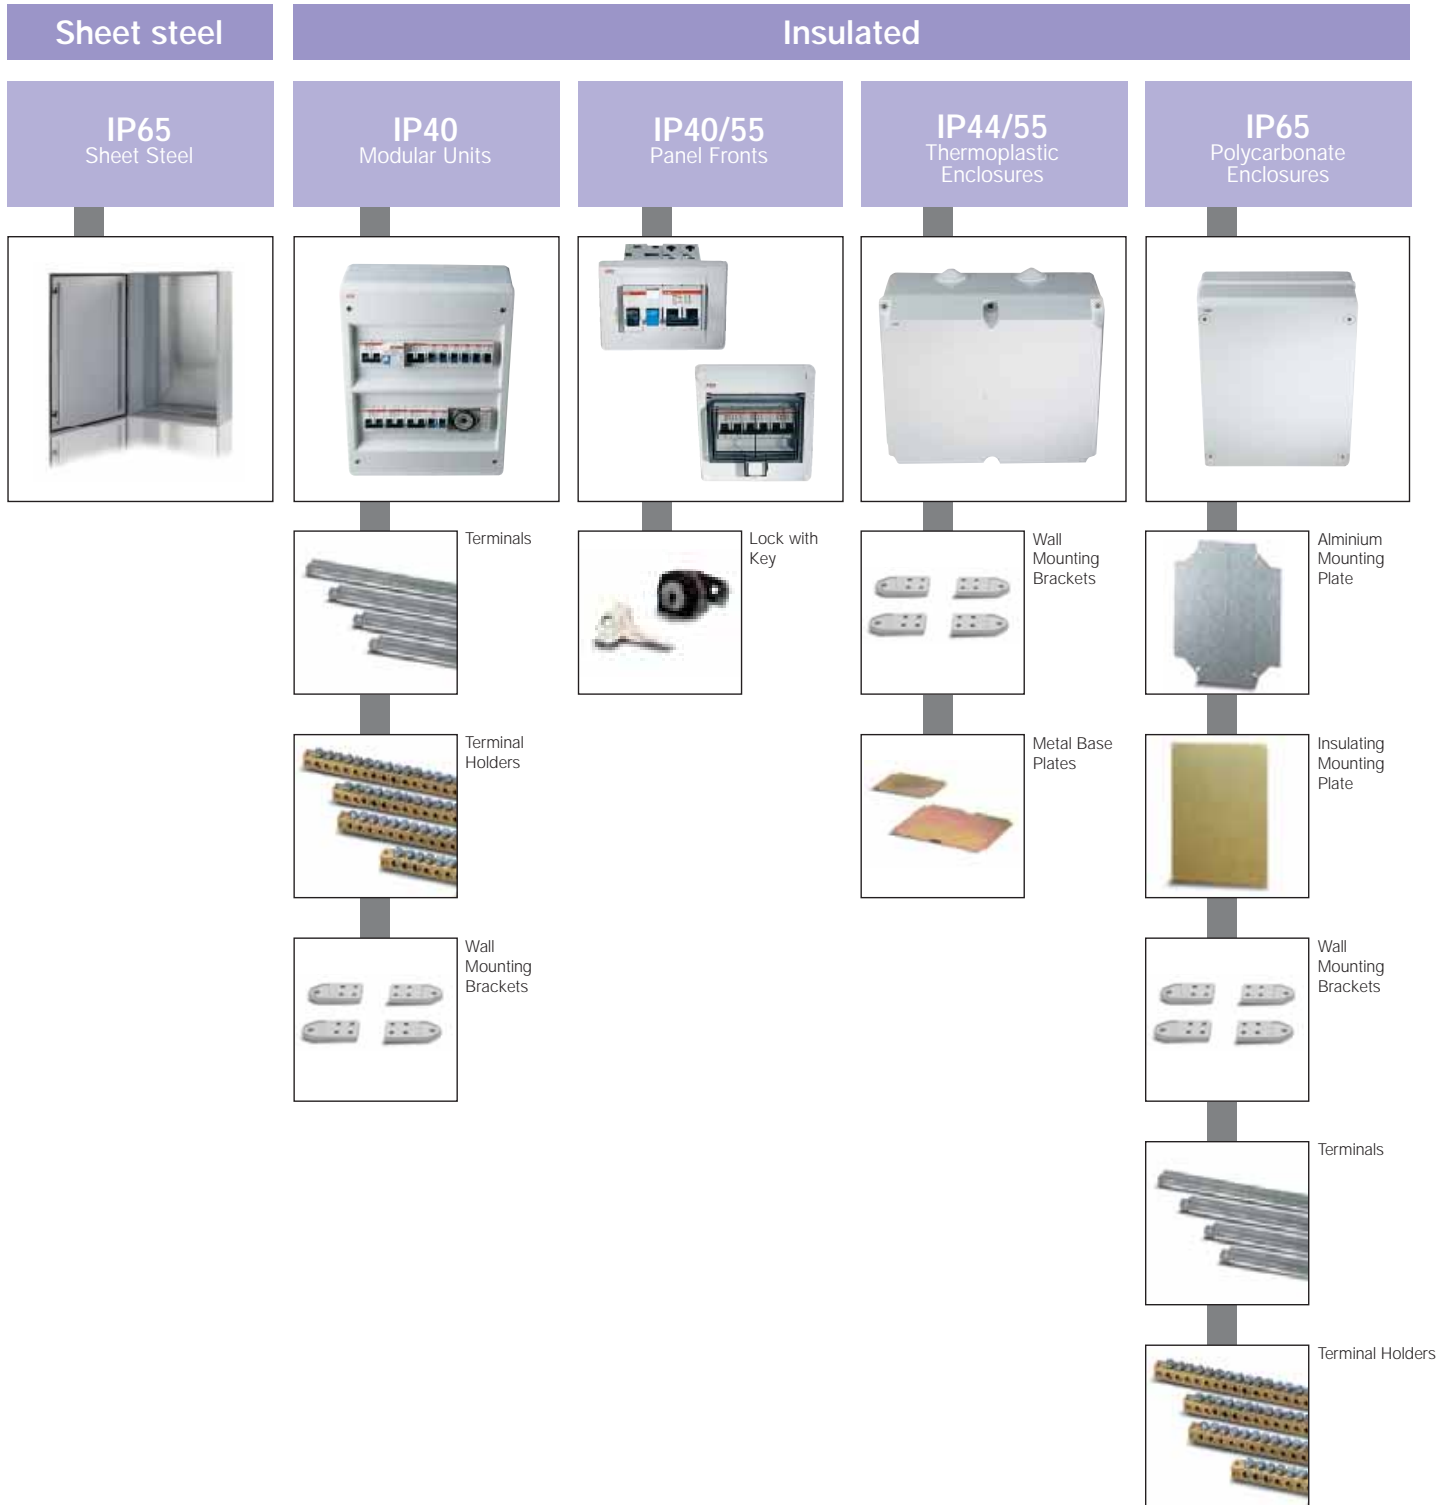 Sheet steel
Insulated
IP65
Sheet Steel
IP40
Modular Units
IP40/55
Panel Fronts
IP44/55
Thermoplastic
Enclosures
IP65
Polycarbonate
Enclosures
Terminals
Lock with
Key
Wall
Mounting
Brackets
Alminium
Mounting
Plate
Terminal
Holders
Metal Base
Plates
Insulating
Mounting
Plate
Wall
Mounting
Brackets
Wall
Mounting
Brackets
Terminals
Terminal Holders